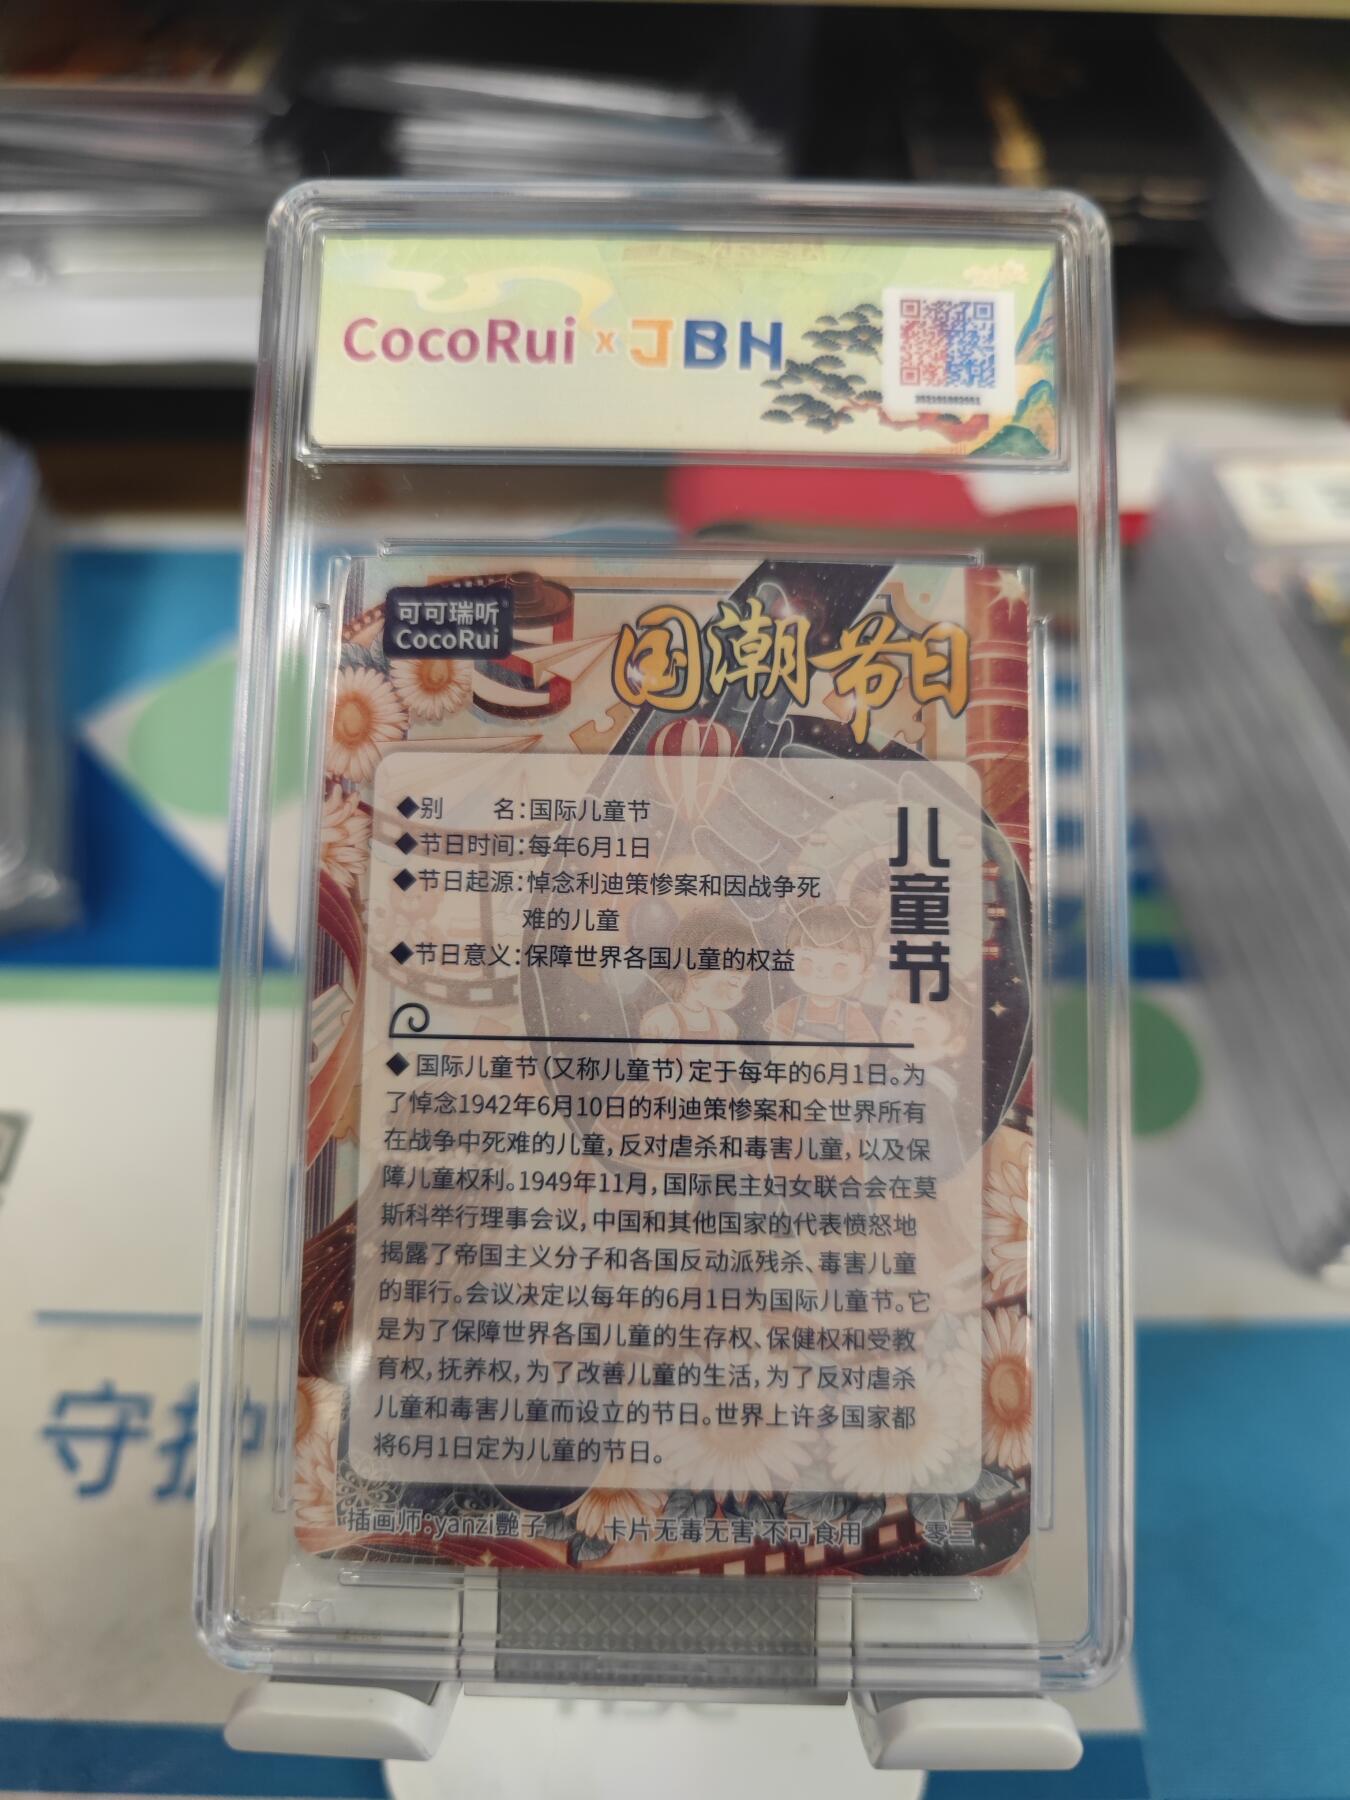 CocoRui x JBH
可可瑞听
CocoRui
国潮节日
儿童节
◆别 名：国际儿童节
◆节日时间：每年6月1日
◆节日起源：悼念利迪策惨案和因战争死
难的儿童
◆节日意义：保障世界各国儿童的权益
◆国际儿童节（又称儿童节）定于每年的6月1日。为
了悼念1942年6月10日的利迪策惨案和全世界所有
在战争中死难的儿童，反对虐杀和毒害儿童，以及保
障儿童权利。1949年11月，国际民主妇女联合会在莫
斯科举行理事会议，中国和其他国家的代表愤怒地
揭露了帝国主义分子和各国反动派残杀、毒害儿童
的罪行。会议决定以每年的6月1日为国际儿童节。它
是为了保障世界各国儿童的生存权、保健权和受教
育权，抚养权，为了改善儿童的生活，为了反对虐杀
儿童和毒害儿童而设立的节日。世界上许多国家都
将6月1日定为儿童的节日。
插画师：yanzi艷子 卡片无毒无害 不可食用 零三
守护